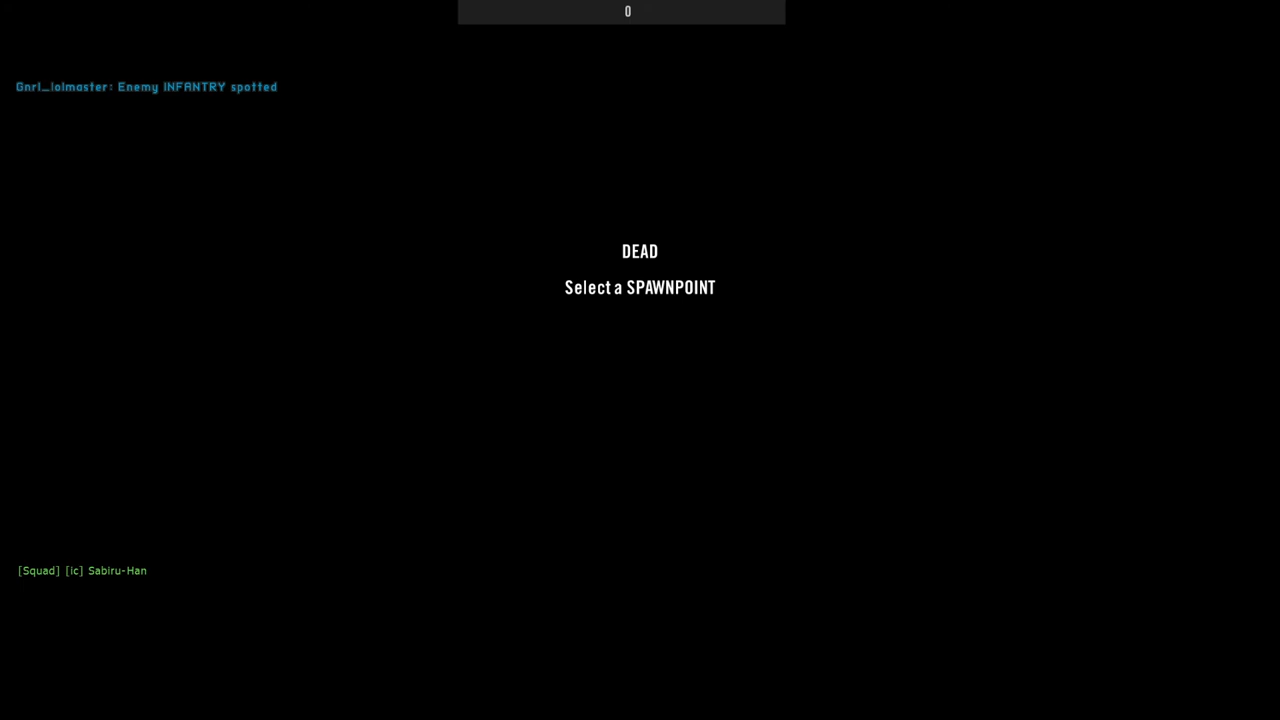 0
Gnrl_lolmaster: Enemy INFANTRY spotted
DEAD
Select a SPAWNPOINT
[Squad] [ic] Sabiru-Han